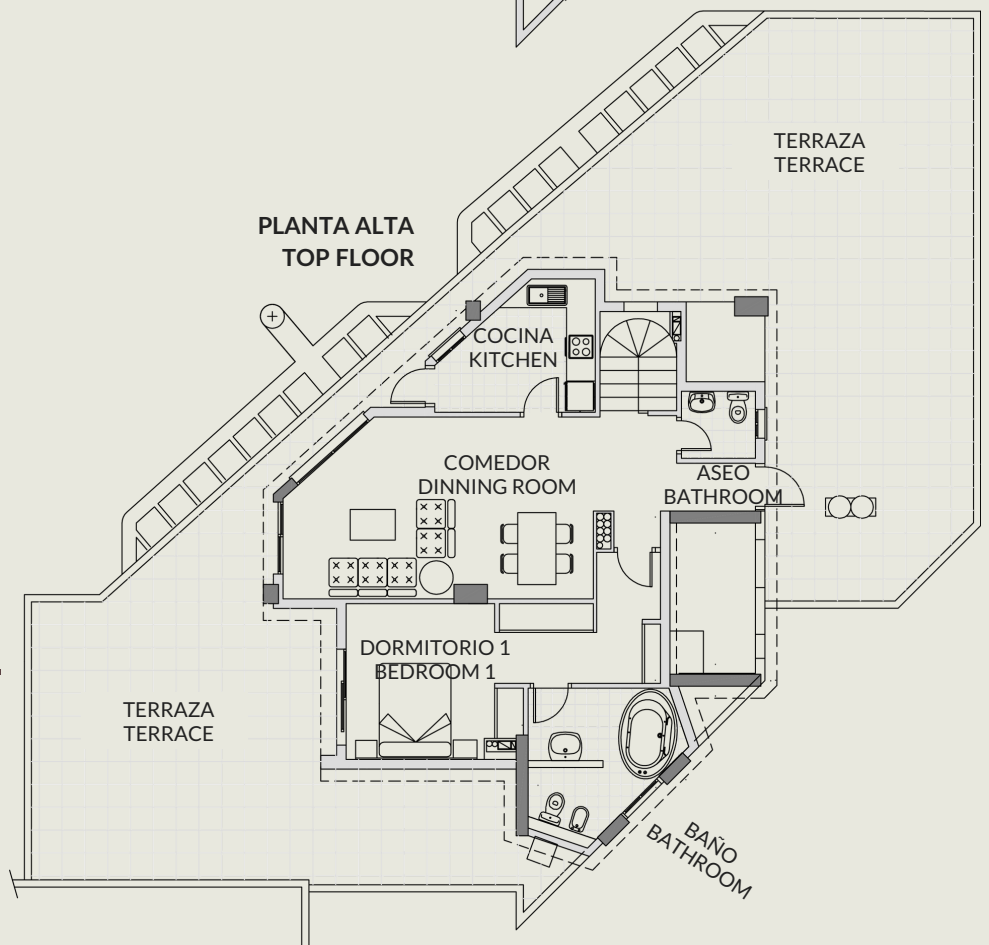 TERRAZA
TERRACE
PLANTA ALTA
TOP FLOOR
COCINA
KITCHEN
COMEDOR
DINNING ROOM
ASEO
BATHROOM
DORMITORIO 1
BEDROOM 1
TERRAZA
TERRACE
BAÑO
BATHROOM